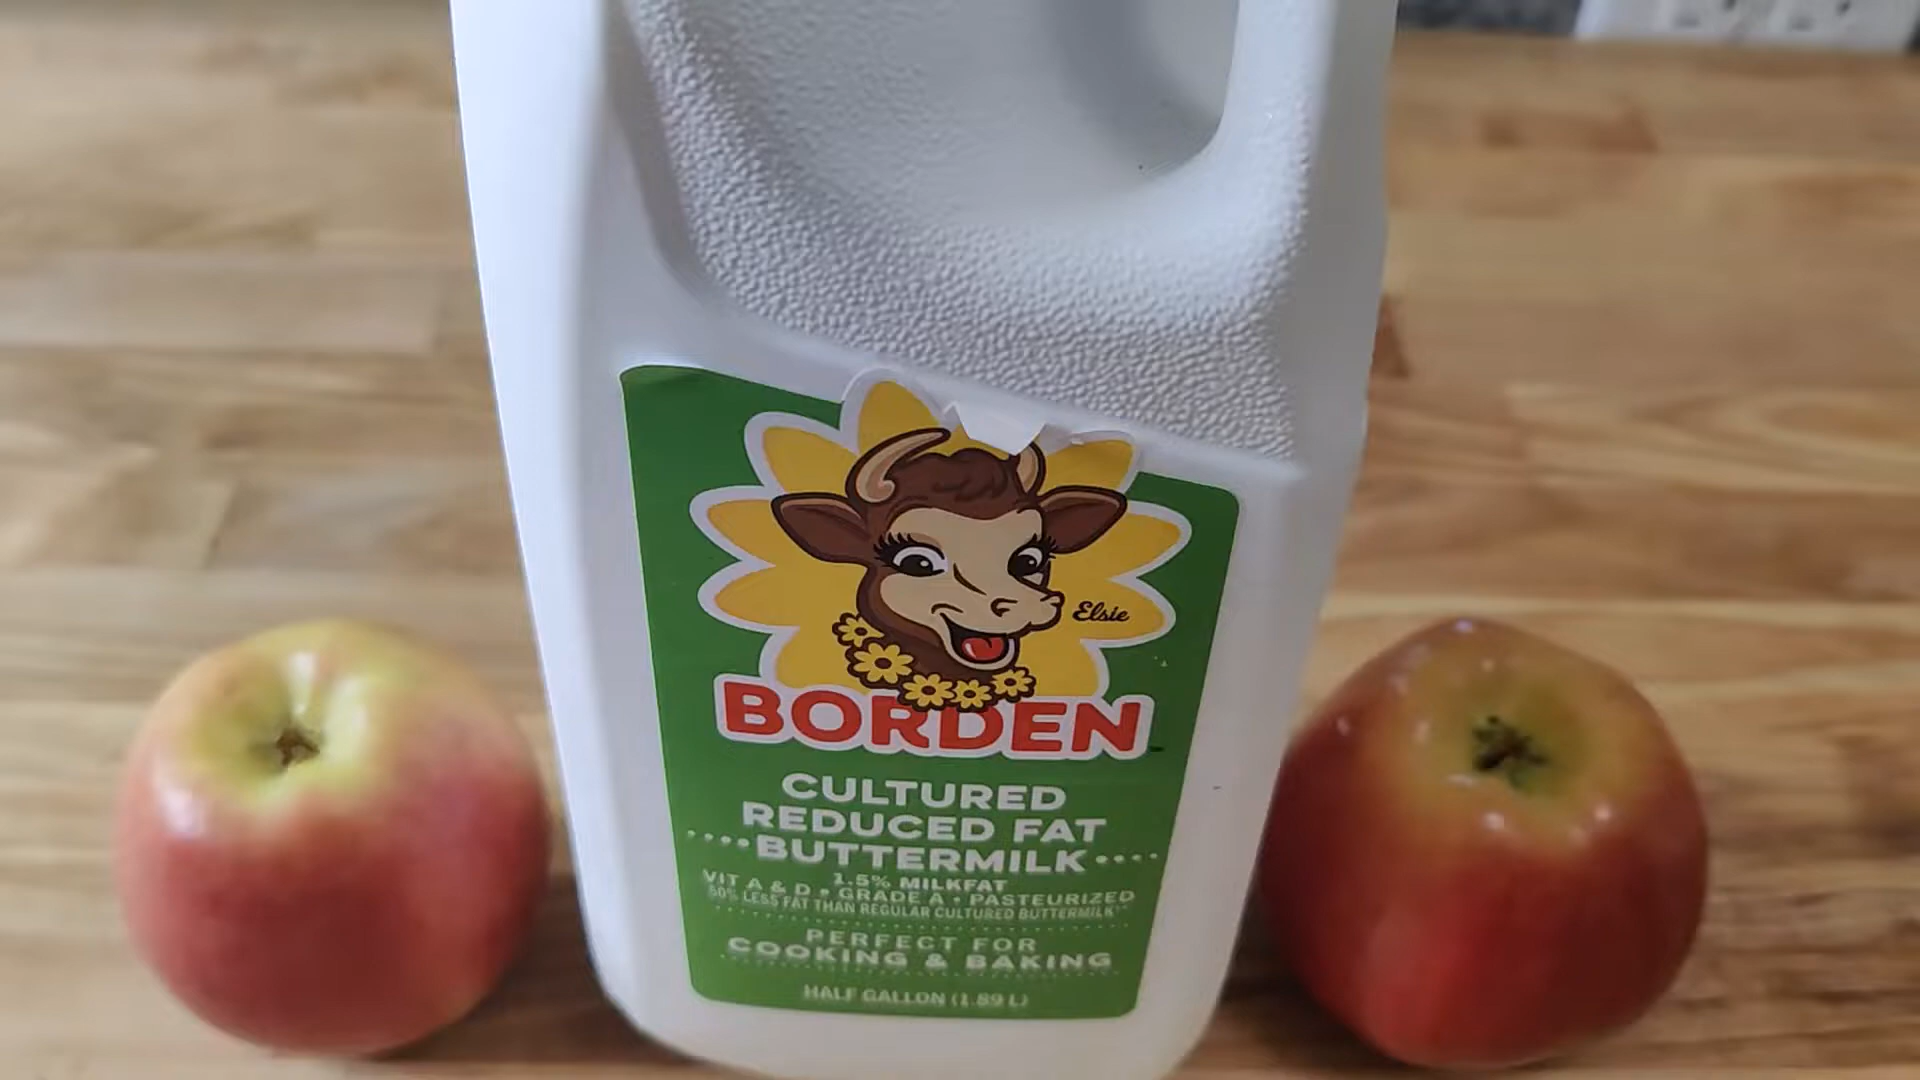 Elsie
BORDEN
CULTURED
REDUCED FAT
BUTTERMILK
1.5% MILKFAT
VIT A & D • GRADE A • PASTEURIZED
50% LESS FAT THAN REGULAR CULTURED BUTTERMILK
PERFECT FOR
COOKING & BAKING
HALF GALLON (1.89 L)